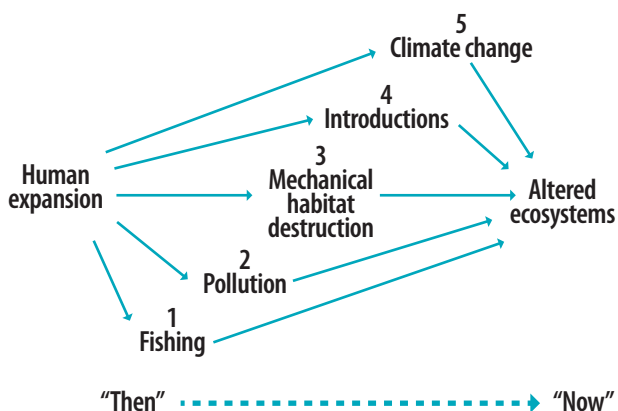 5
Climate change
4
Introductions
3
Mechanical
habitat
destruction
Human
expansion
Altered
ecosystems
2
Pollution
1
Fishing
“Then”
“Now”